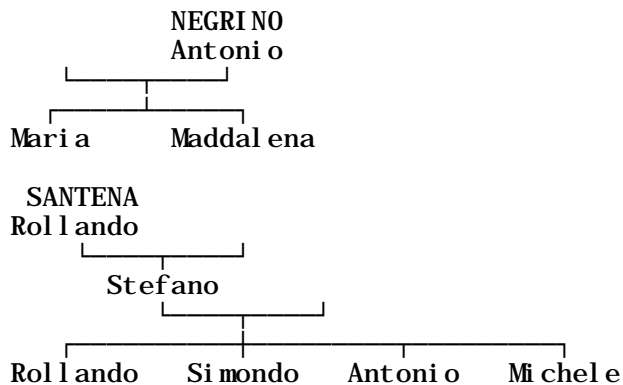 NEGRINO
Antonio
Maria Maddalena
SANTENA
Rollando
Stefano
Rollando Simondo Antonio Michele